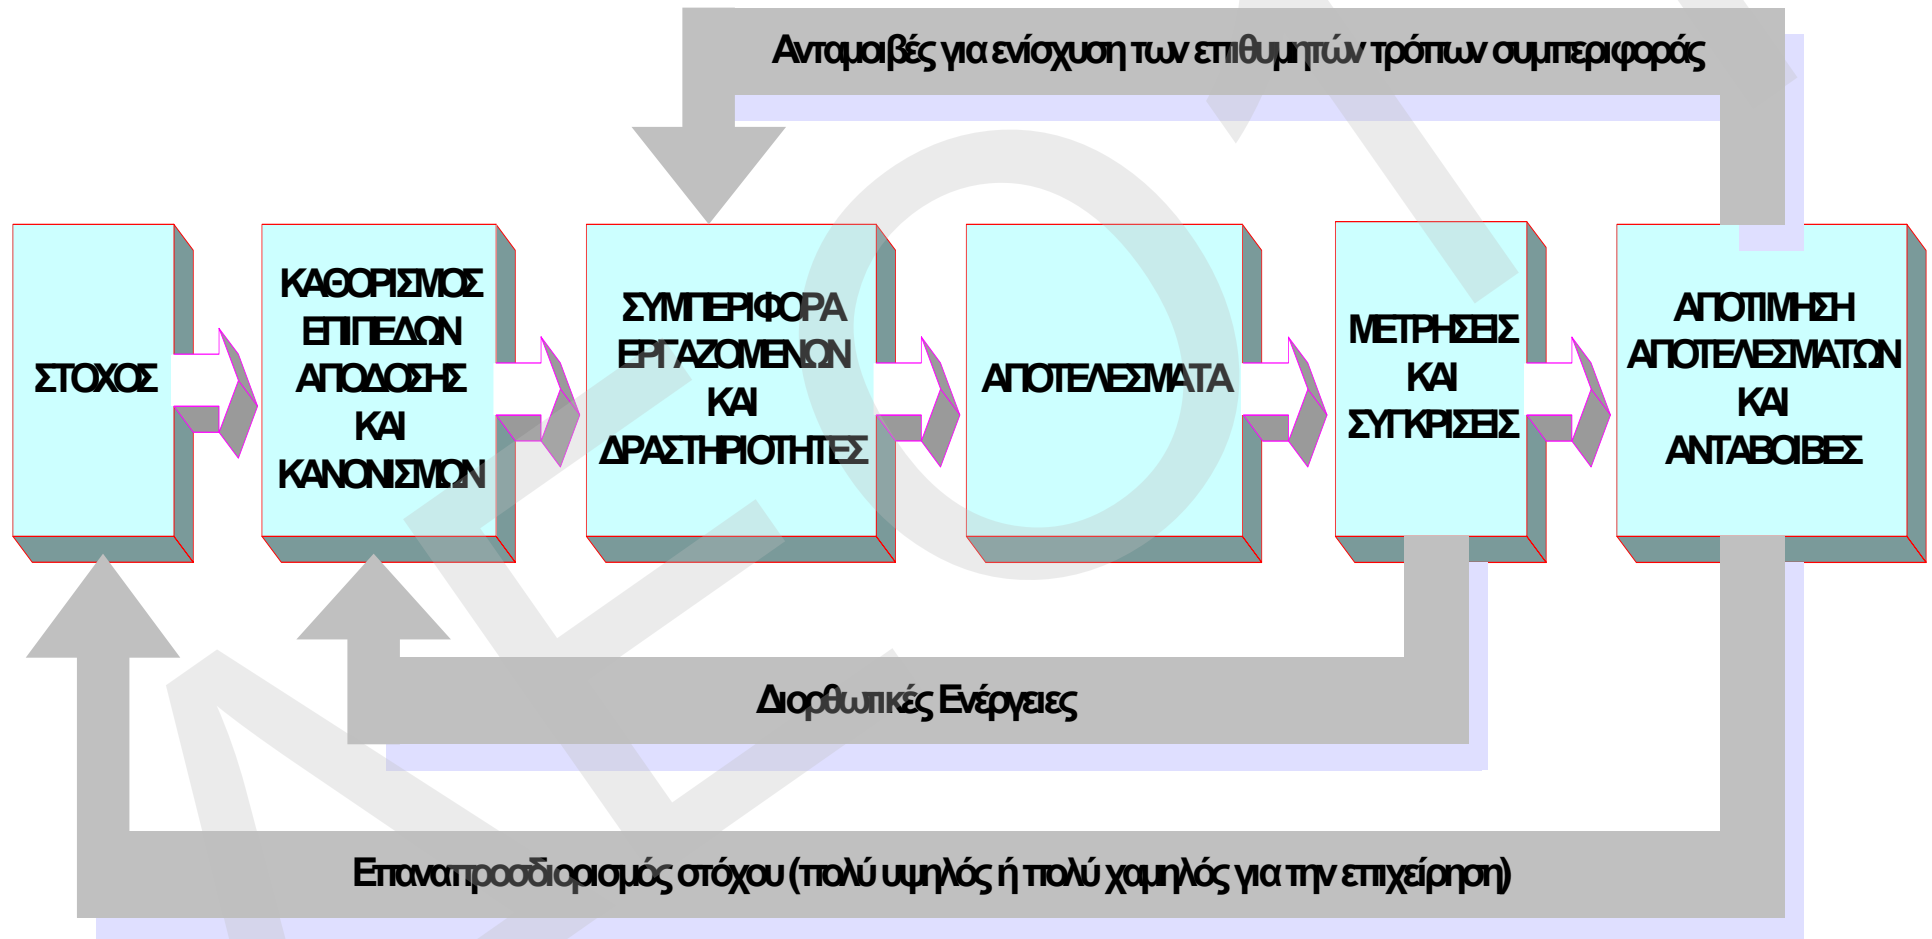 Ανταμοιβές για ενίσχυση των επιθυμητών τρόπων συμπεριφοράς
ΣΤΟΧΟΣ
ΚΑΘΟΡΙΣΜΟΣ
ΕΠΙΠΕΔΩΝ
ΑΠΟΔΟΣΗΣ
ΚΑΙ
ΚΑΝΟΝΙΣΜΩΝ
ΣΥΜΠΕΡΙΦΟΡΑ
ΕΡΓΑΖΟΜΕΝΩΝ
ΚΑΙ
ΔΡΑΣΤΗΡΙΟΤΗΤΕΣ
ΑΠΟΤΕΛΕΣΜΑΤΑ
ΜΕΤΡΗΣΕΙΣ
ΚΑΙ
ΣΥΓΚΡΙΣΕΙΣ
ΑΠΟΤΙΜΗΣΗ
ΑΠΟΤΕΛΕΣΜΑΤΩΝ
ΚΑΙ
ΑΝΤΑΒΟΙΒΕΣ
Διορθωτικές Ενέργειες
Επαναπροσδιορισμός στόχου (πολύ υψηλός ή πολύ χαμηλός για την επιχείρηση)